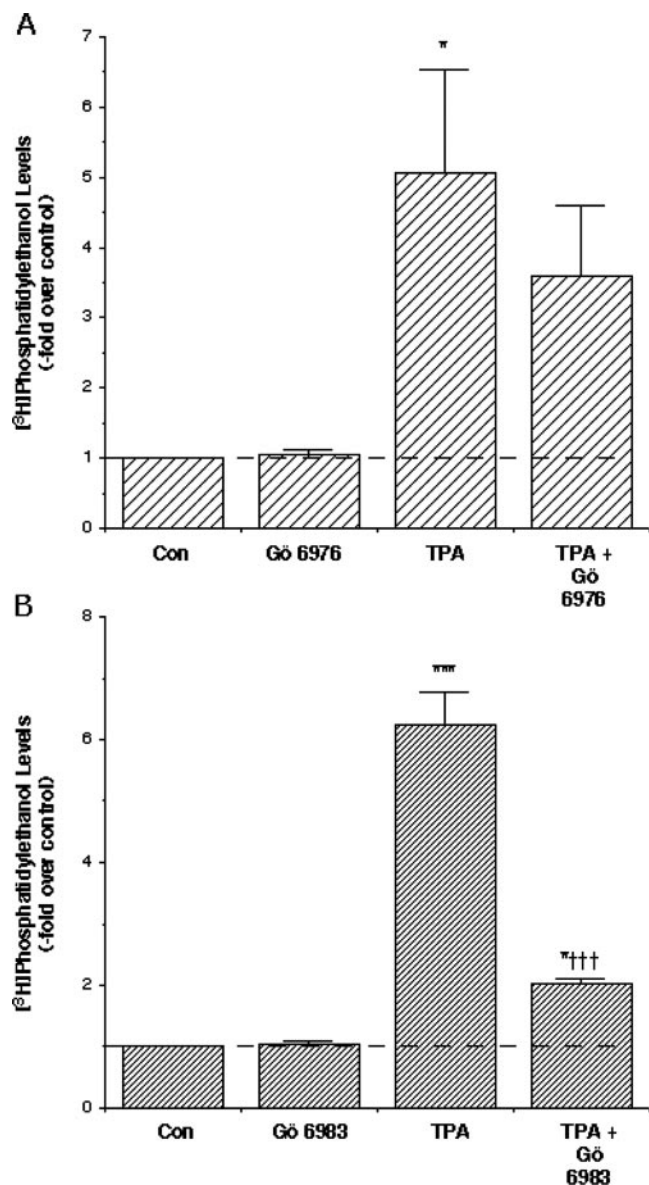 A
[³H]Phosphatidylethanol Levels
(-fold over control)
7
6
5
4
3
2
1
0
*
Con
Gö 6976
TPA
TPA +
Gö
6976
B
[³H]Phosphatidylethanol Levels
(-fold over control)
8
6
4
2
0
***
*†††
Con
Gö 6983
TPA
TPA +
Gö
6983